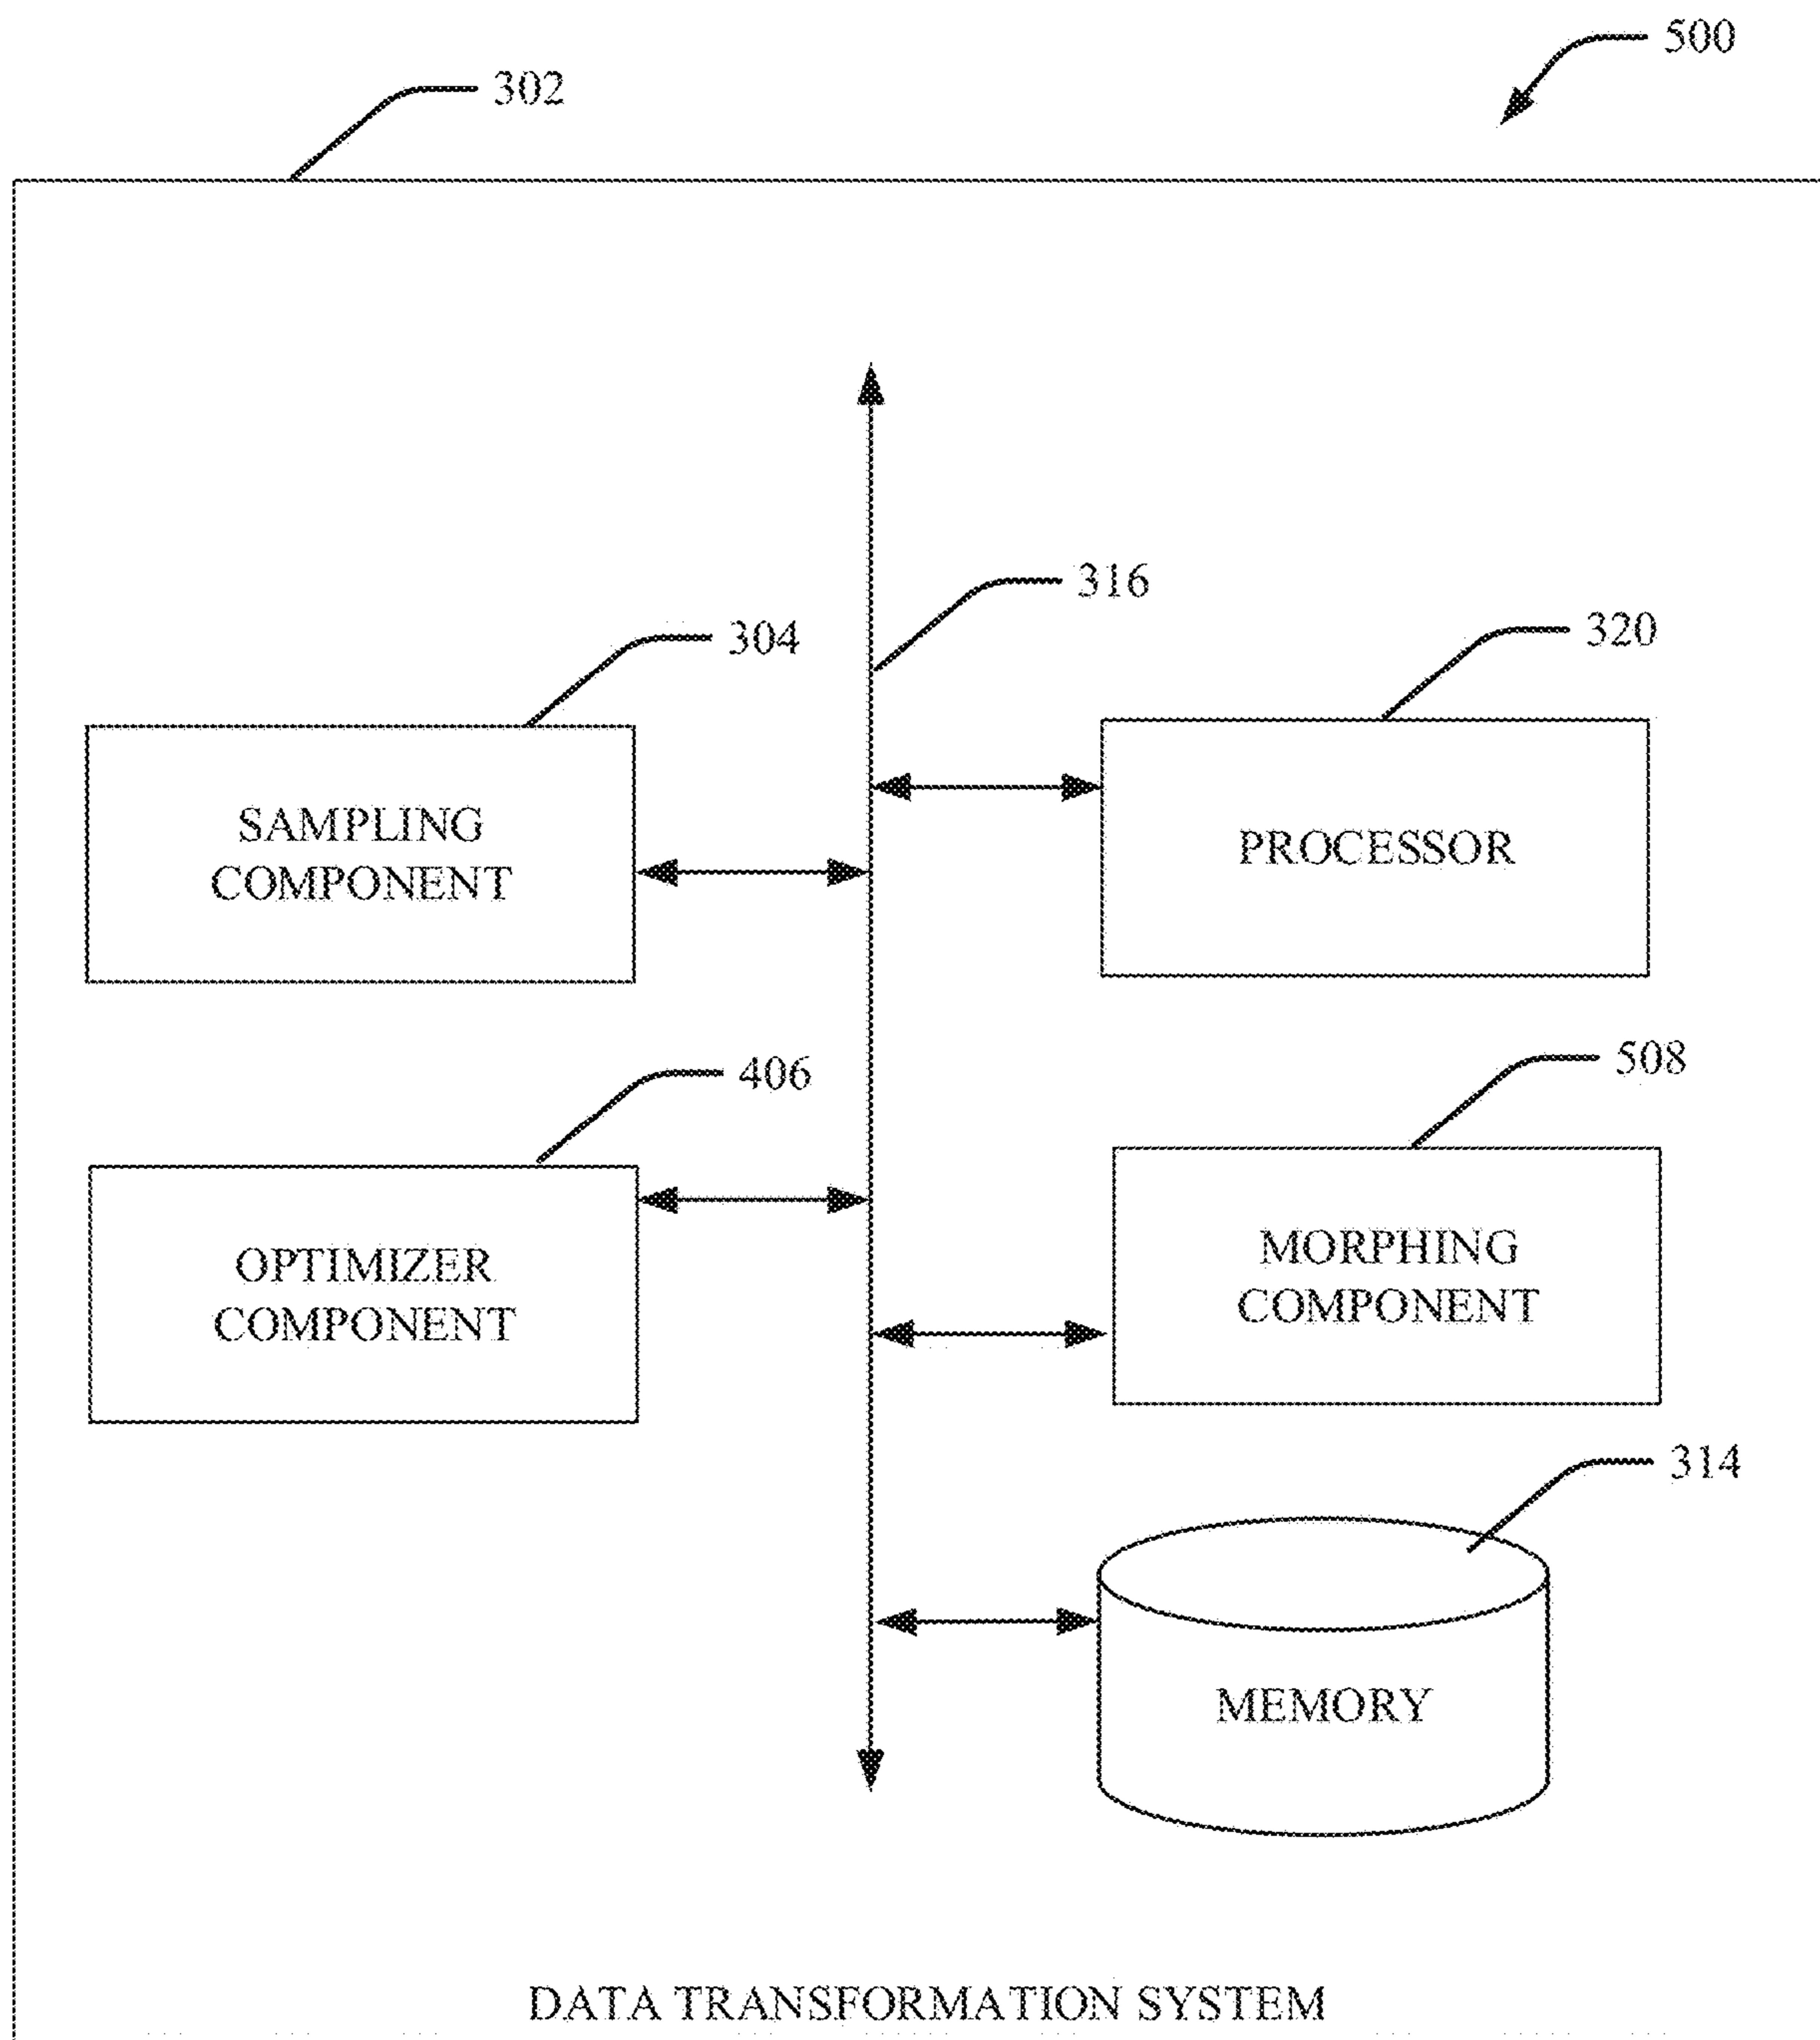 500
302
316
304
320
SAMPLING
COMPONENT
PROCESSOR
406
508
OPTIMIZER
COMPONENT
MORPHING
COMPONENT
314
MEMORY
DATA TRANSFORMATION SYSTEM